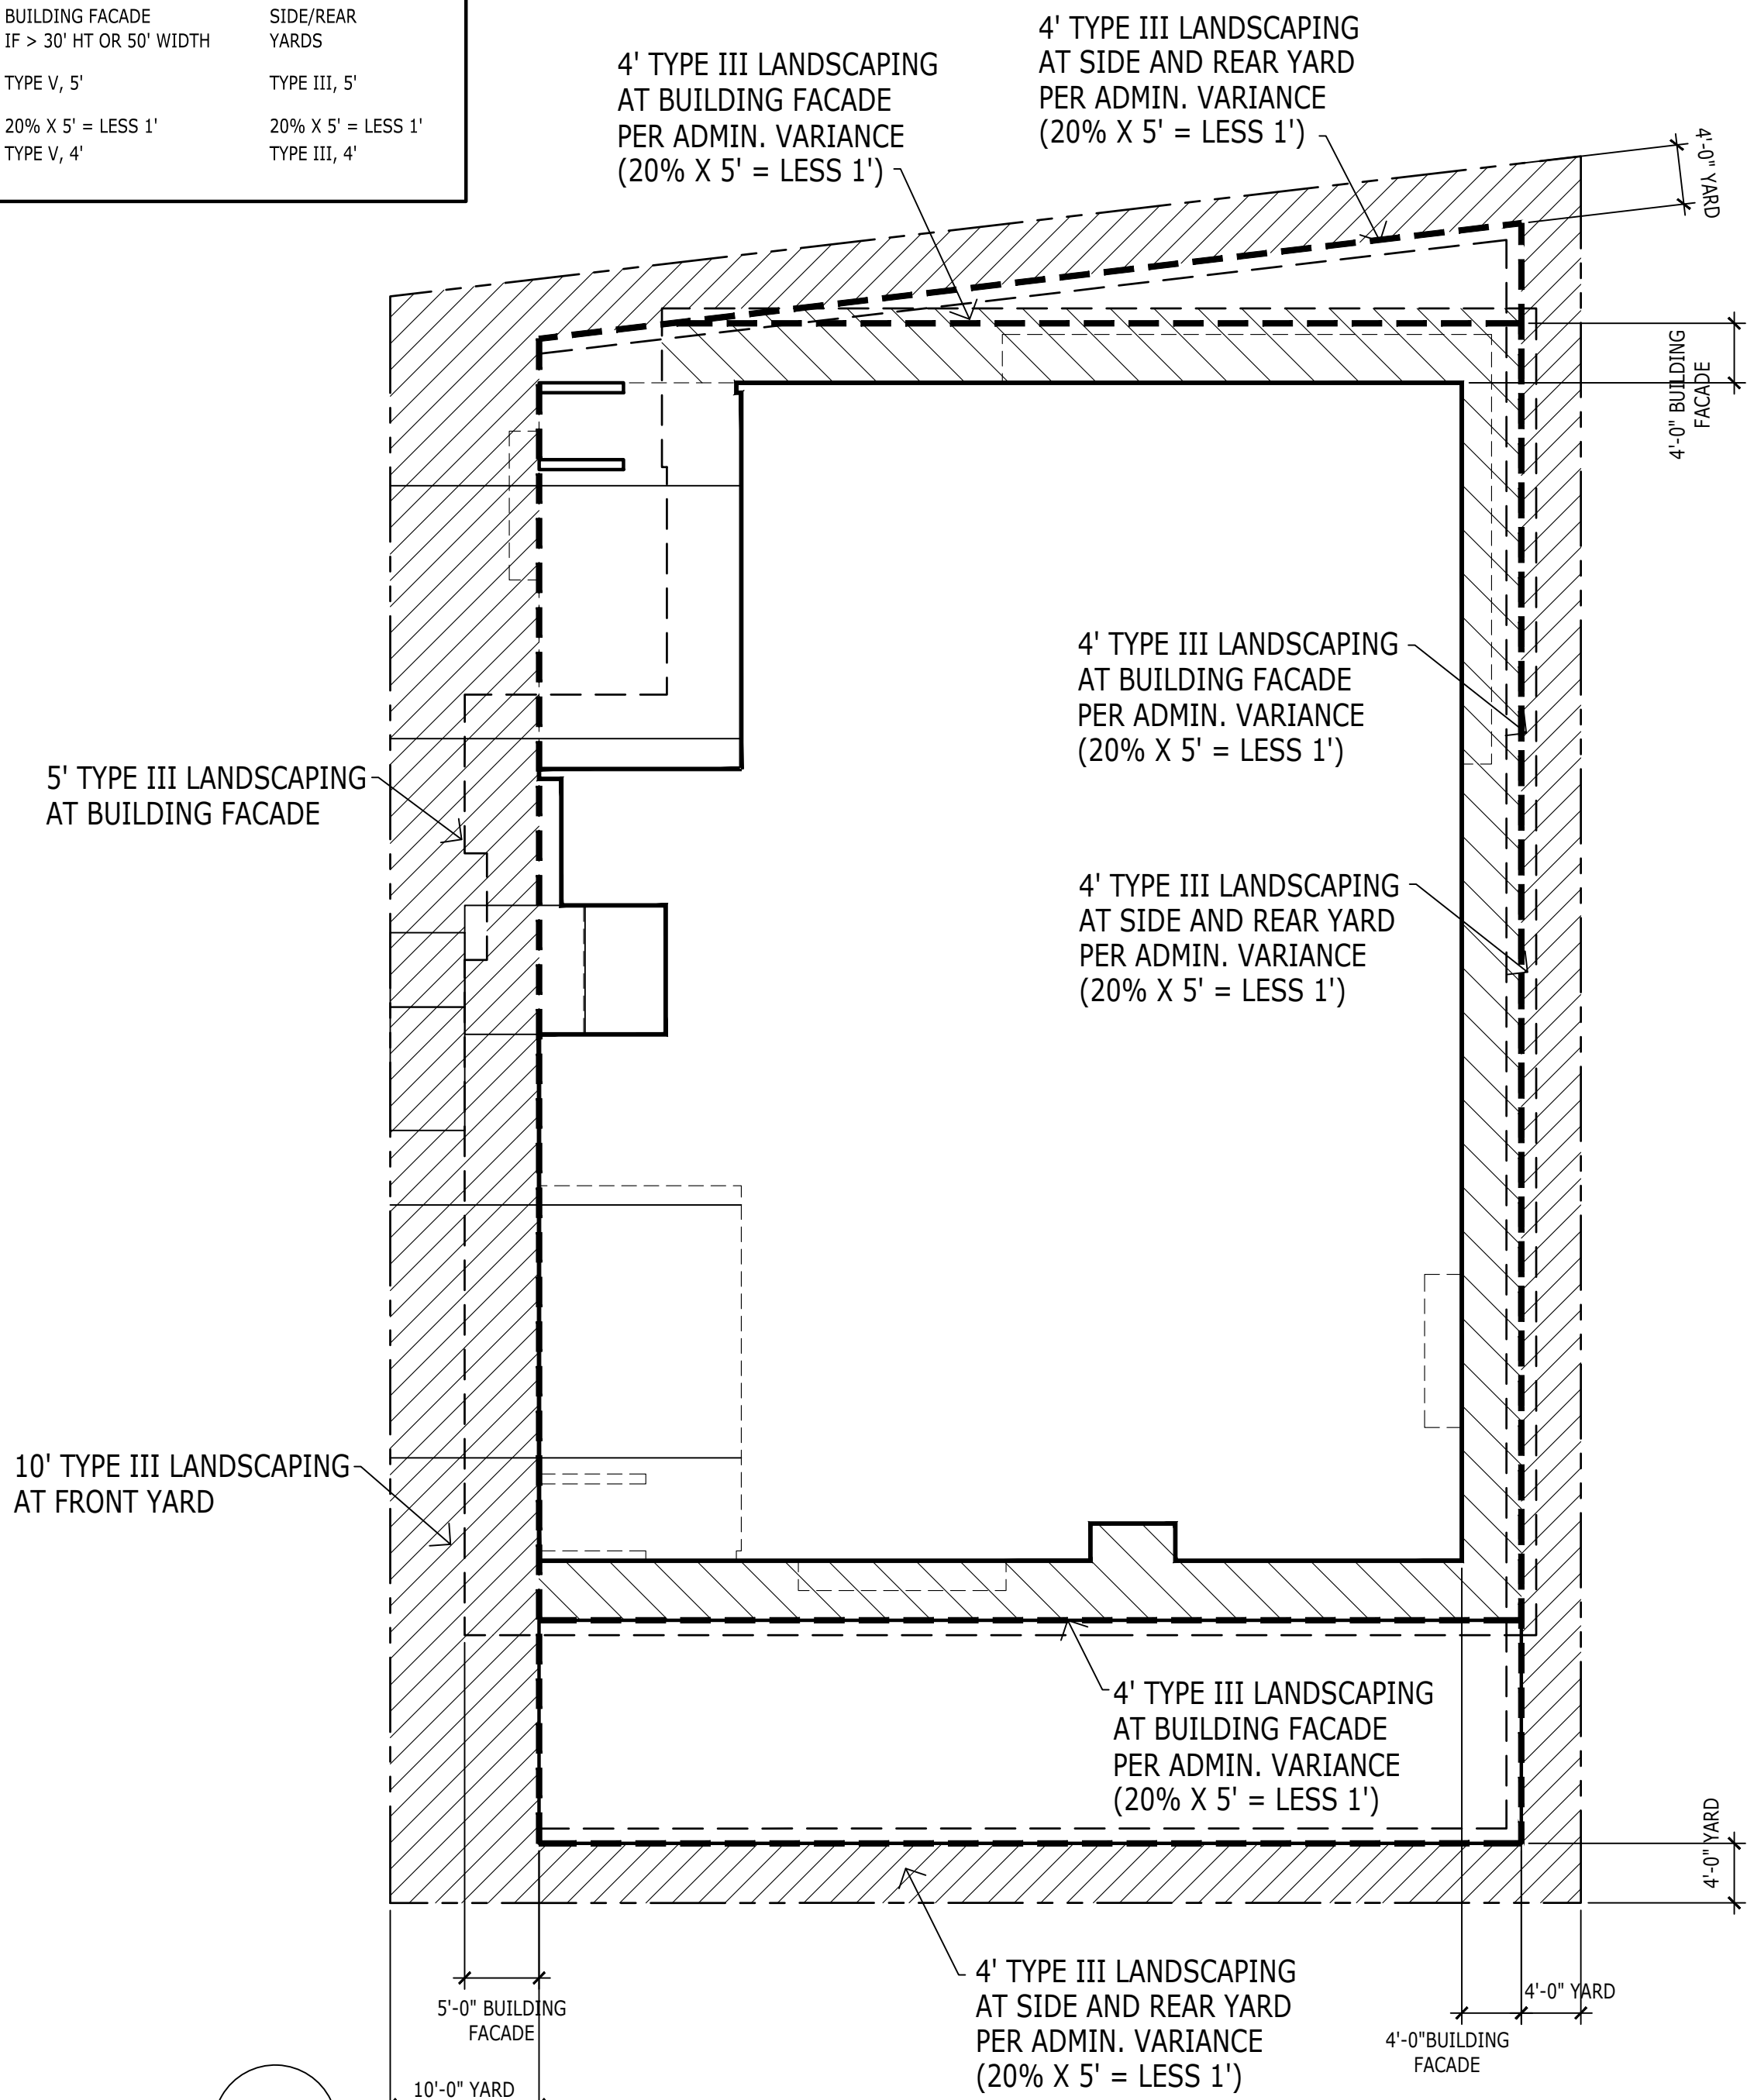 BUILDING FACADE
IF > 30' HT OR 50' WIDTH
SIDE/REAR
YARDS
TYPE V, 5'
TYPE III, 5'
20% X 5' = LESS 1'
TYPE V, 4'
20% X 5' = LESS 1'
TYPE III, 4'
4' TYPE III LANDSCAPING
AT BUILDING FACADE
PER ADMIN. VARIANCE
(20% X 5' = LESS 1')
4' TYPE III LANDSCAPING
AT SIDE AND REAR YARD
PER ADMIN. VARIANCE
(20% X 5' = LESS 1')
4'-0" YARD
4'-0" BUILDING
FACADE
4' TYPE III LANDSCAPING
AT BUILDING FACADE
PER ADMIN. VARIANCE
(20% X 5' = LESS 1')
5' TYPE III LANDSCAPING
AT BUILDING FACADE
4' TYPE III LANDSCAPING
AT SIDE AND REAR YARD
PER ADMIN. VARIANCE
(20% X 5' = LESS 1')
10' TYPE III LANDSCAPING
AT FRONT YARD
4' TYPE III LANDSCAPING
AT BUILDING FACADE
PER ADMIN. VARIANCE
(20% X 5' = LESS 1')
4'-0" YARD
4' TYPE III LANDSCAPING
AT SIDE AND REAR YARD
PER ADMIN. VARIANCE
(20% X 5' = LESS 1')
5'-0" BUILDING
FACADE
4'-0" YARD
4'-0"BUILDING
FACADE
10'-0" YARD